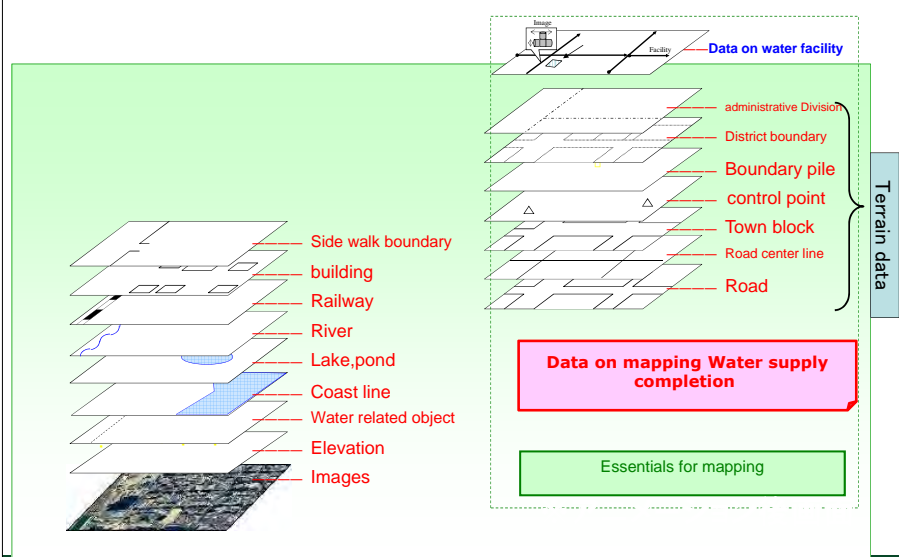 Image
Facility
Data on water facility
administrative Division
District boundary
Boundary pile
control point
Town block
Road center line
Road
Terrain data
Side walk boundary
building
Railway
River
Lake,pond
Coast line
Water related object
Elevation
Images
Data on mapping Water supply
completion
Essentials for mapping